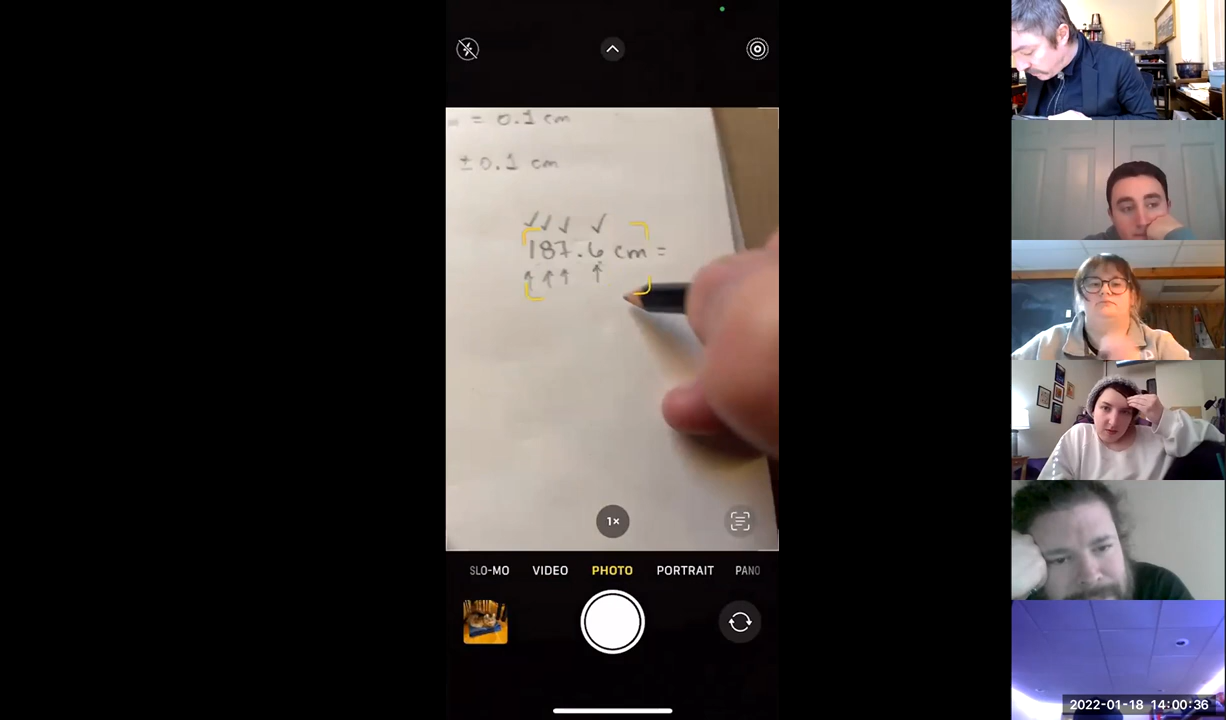 = 0.1 cm
± 0.1 cm
187.6 cm =
1×
SLO-MO VIDEO PHOTO PORTRAIT PANO
2022-01-18 14:00:36